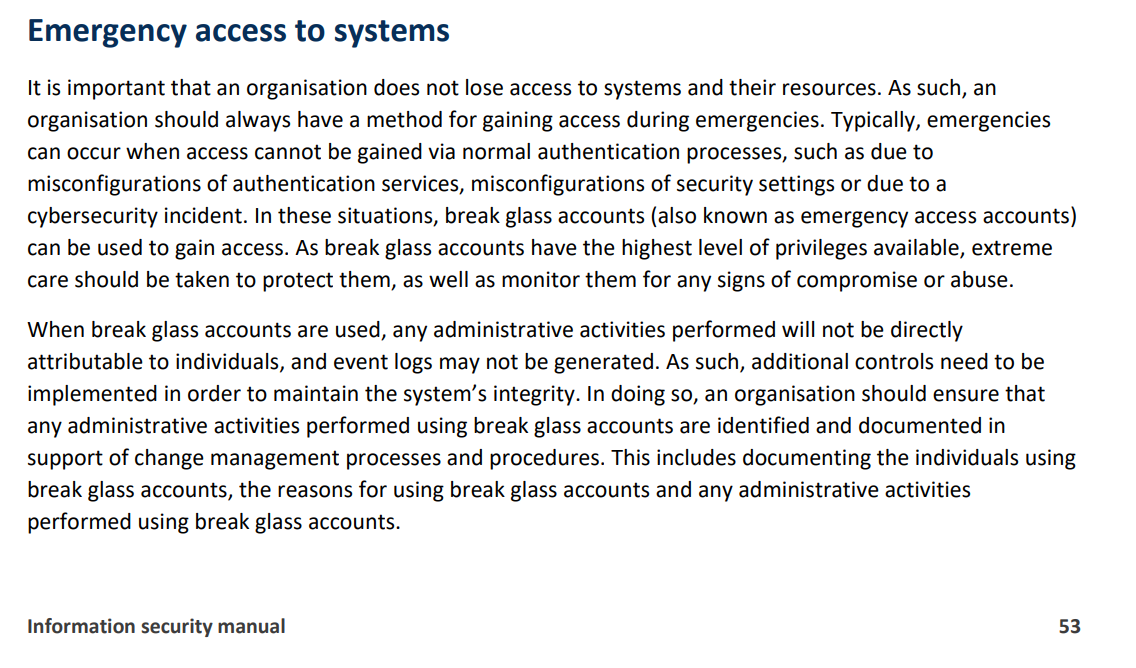 Emergency access to systems
It is important that an organisation does not lose access to systems and their resources. As such, an
organisation should always have a method for gaining access during emergencies. Typically, emergencies
can occur when access cannot be gained via normal authentication processes, such as due to
misconfigurations of authentication services, misconfigurations of security settings or due to a
cybersecurity incident. In these situations, break glass accounts (also known as emergency access accounts)
can be used to gain access. As break glass accounts have the highest level of privileges available, extreme
care should be taken to protect them, as well as monitor them for any signs of compromise or abuse.
When break glass accounts are used, any administrative activities performed will not be directly
attributable to individuals, and event logs may not be generated. As such, additional controls need to be
implemented in order to maintain the system’s integrity. In doing so, an organisation should ensure that
any administrative activities performed using break glass accounts are identified and documented in
support of change management processes and procedures. This includes documenting the individuals using
break glass accounts, the reasons for using break glass accounts and any administrative activities
performed using break glass accounts.
Information security manual 53